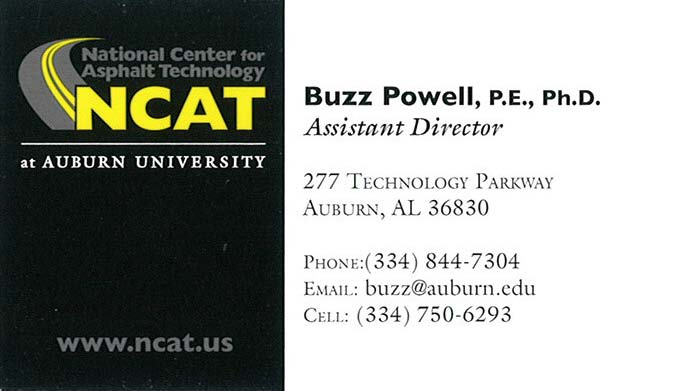 National Center for
Asphalt Technology
NCAT
at AUBURN UNIVERSITY
www.ncat.us
Buzz Powell, P.E., Ph.D.
Assistant Director
277 TECHNOLOGY PARKWAY
AUBURN, AL 36830
PHONE:(334) 844-7304
EMAIL: buzz@auburn.edu
CELL: (334) 750-6293